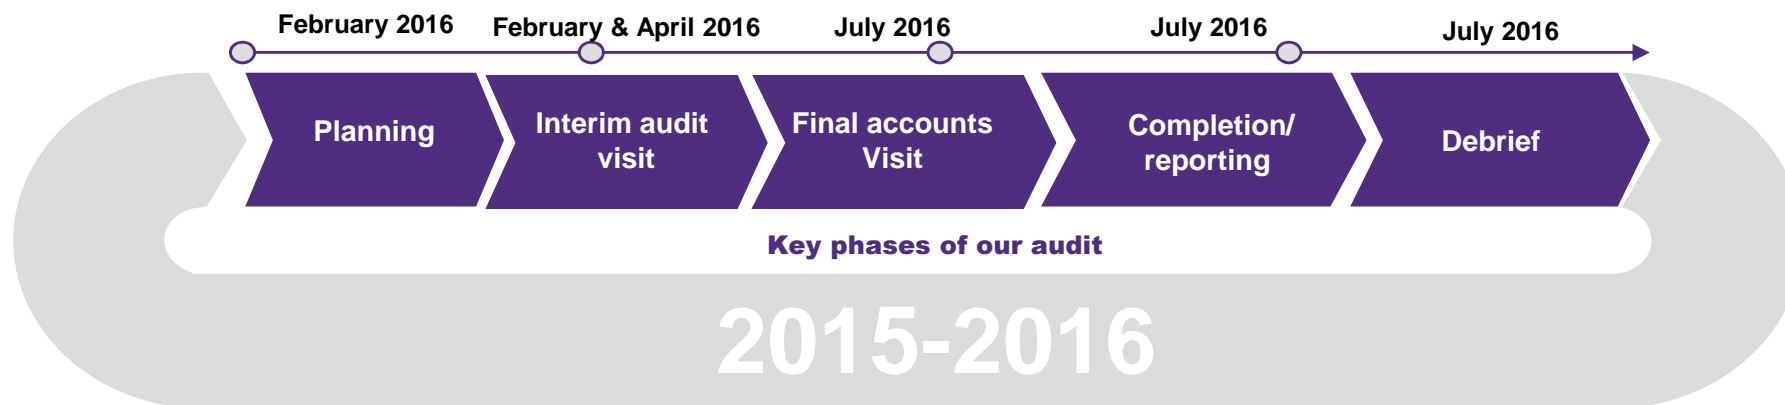 February 2016
February & April 2016
July 2016
July 2016
July 2016
Planning
Interim audit
visit
Final accounts
Visit
Completion/
reporting
Debrief
Key phases of our audit
2015-2016